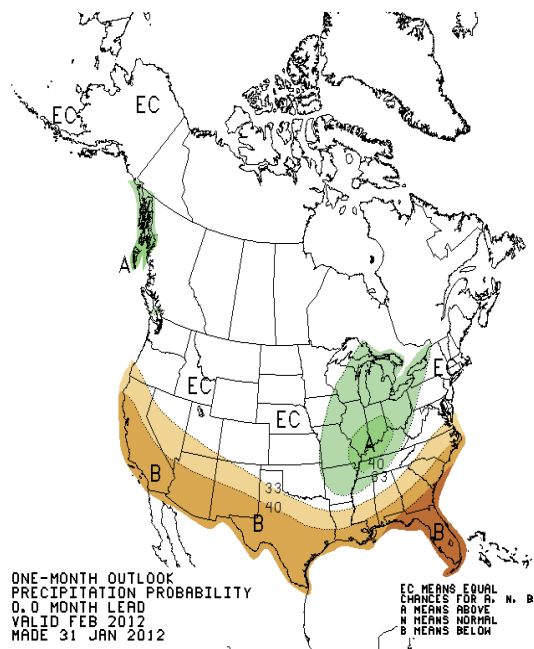 EC
EC
A
EC
EC
EC
A
40
33
B
33
40
B
B
ONE-MONTH OUTLOOK
PRECIPITATION PROBABILITY
0.0 MONTH LEAD
VALID FEB 2012
MADE 31 JAN 2012
EC MEANS EQUAL
CHANCES FOR A, N, B
A MEANS ABOVE
N MEANS NORMAL
B MEANS BELOW